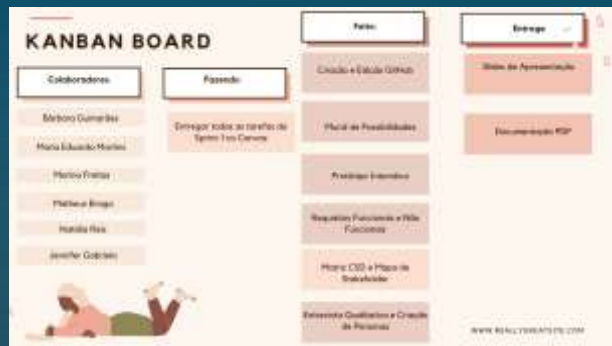 KANBAN BOARD
Colaboradores
Bárbara Guimarães
Maria Eduarda Martins
Marina Freitas
Matheus Braga
Natália Reis
Jennifer Gabriela
Fazendo
Entregar todas as tarefas da
Sprint 1 no Canvas
Feito
Criação e Edição GitHub
Mural de Possibilidades
Protótipo Interativo
Requisitos Funcionais e Não
Funcionais
Matriz CSD e Mapa de
Stakeholder
Entrevista Qualitativa e Criação
de Personas
Entrega
Slides de Apresentação
Documentação PDF
WWW.REALLYGREATSITE.COM